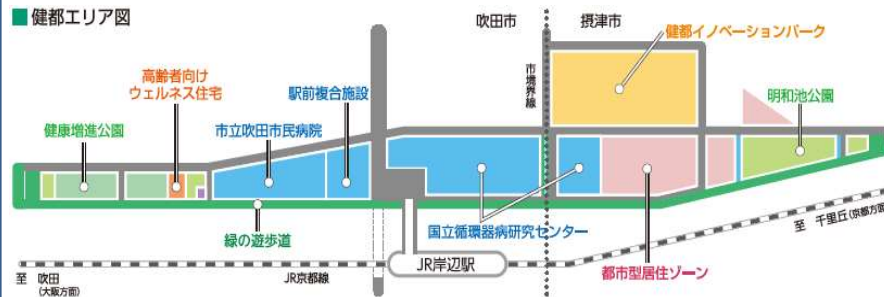 ■健都エリア図
吹田市
摂津市
健都イノベーションパーク
市境界線
高齢者向け
ウェルネス住宅
駅前複合施設
明和池公園
健康増進公園
市立吹田市民病院
緑の遊歩道
国立循環器病研究センター
至 千里丘(京都方面)
都市型居住ゾーン
至 吹田
(大阪方面)
JR京都線
JR岸辺駅